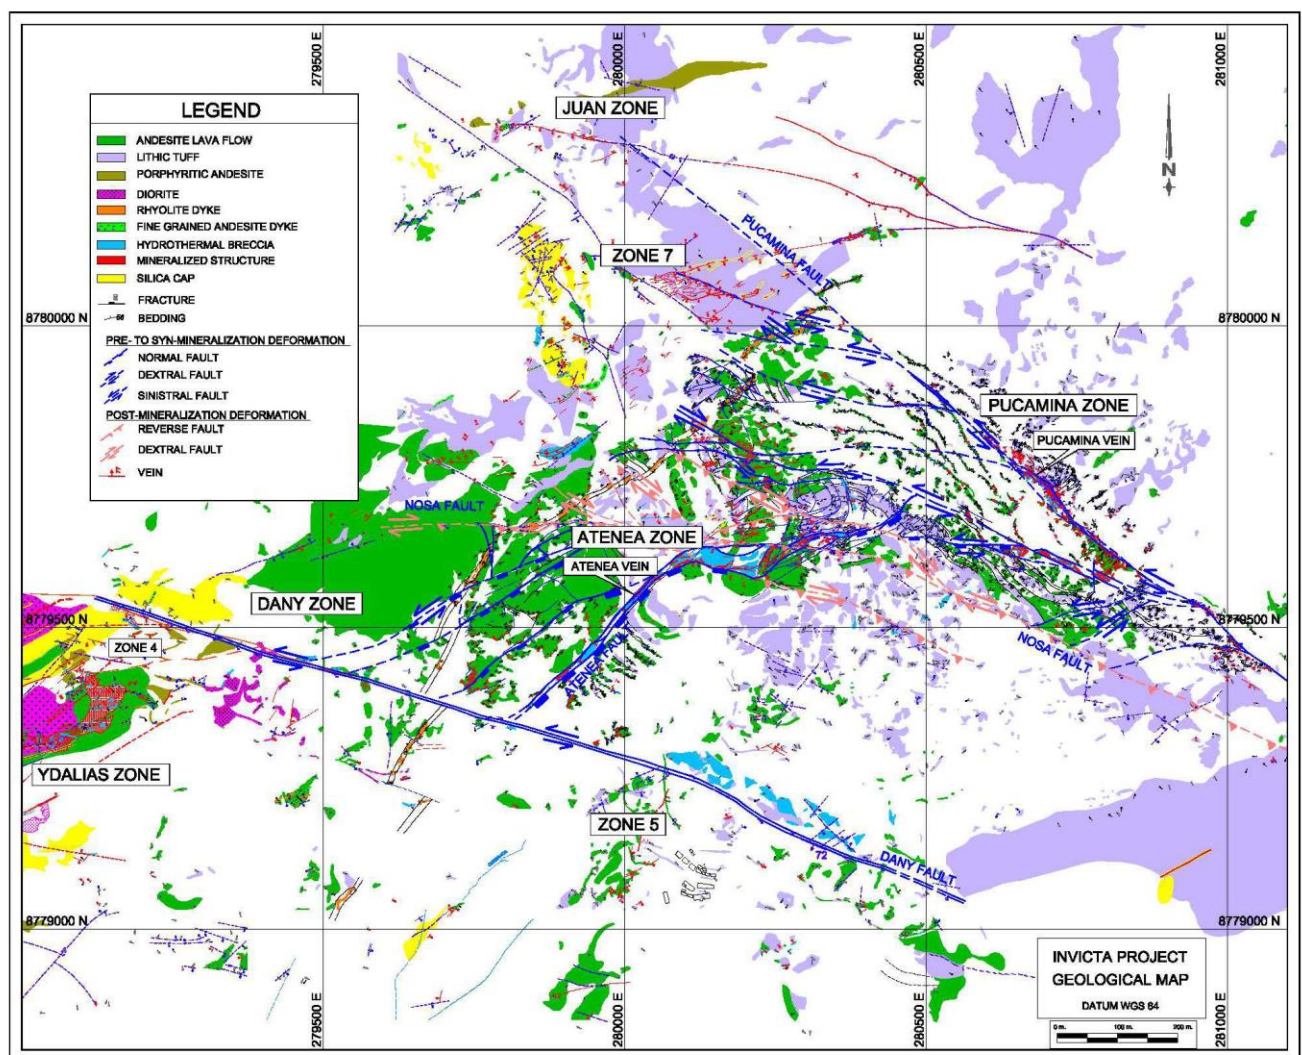 279500 E
280000 E
280500 E
281000 E
LEGEND
ANDESITE LAVA FLOW
LITHIC TUFF
PORPHYRITIC ANDESITE
DIORITE
RHYOLITE DYKE
FINE GRAINED ANDESITE DYKE
HYDROTHERMAL BRECCIA
MINERALIZED STRUCTURE
SILICA CAP
FRACTURE
BEDDING
PRE- TO SYN-MINERALIZATION DEFORMATION
NORMAL FAULT
DEXTRAL FAULT
SINISTRAL FAULT
POST-MINERALIZATION DEFORMATION
REVERSE FAULT
DEXTRAL FAULT
VEIN
JUAN ZONE
N
PUCAMINA FAULT
ZONE 7
8780000 N
8780000 N
PUCAMINA ZONE
PUCAMINA VEIN
NOSA FAULT
ATENEA ZONE
ATENEA VEIN
DANY ZONE
8779500 N
8779500 N
ZONE 4
ATENEA FAULT
NOSA FAULT
YDALIAS ZONE
ZONE 5
72
DANY FAULT
8779000 N
8779000 N
INVICTA PROJECT
GEOLOGICAL MAP
DATUM WGS 84
0 m. 100 m. 200 m.
279500 E
280000 E
280500 E
281000 E